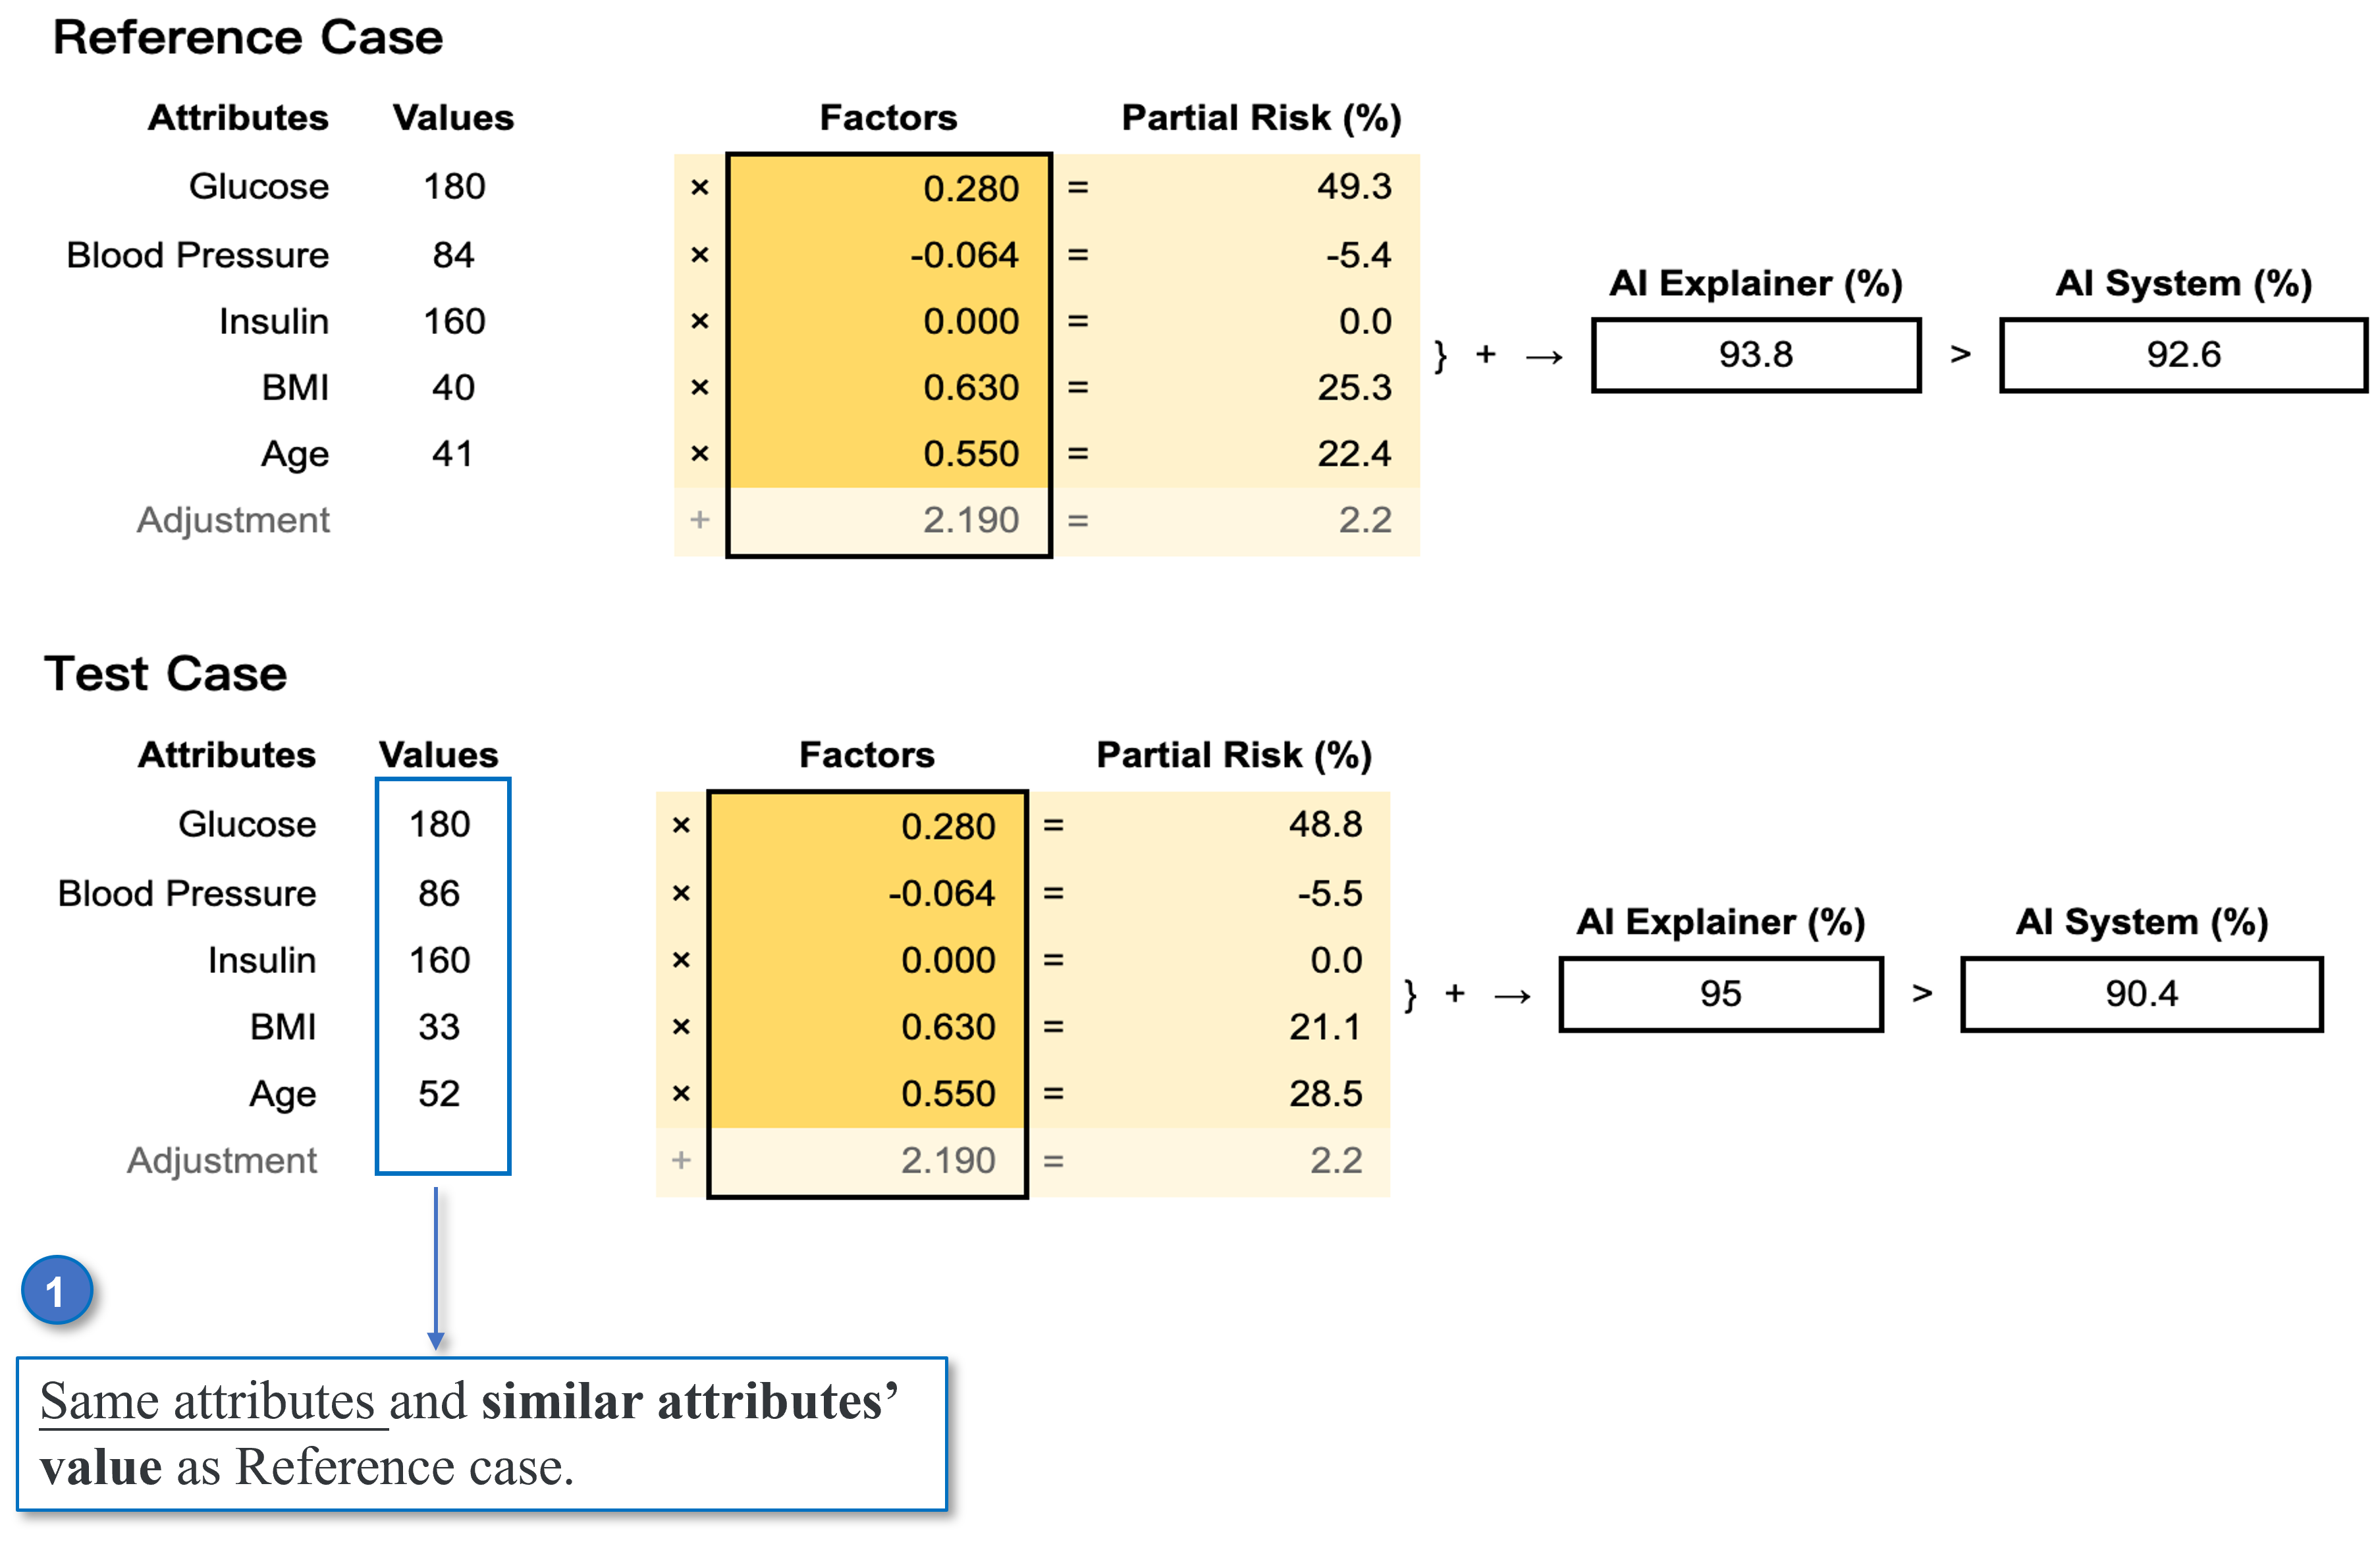 Reference Case
Attributes Values Factors Partial Risk (%)
Glucose 180 × 0.280 = 49.3
Blood Pressure 84 × -0.064 = -5.4
AI Explainer (%) AI System (%)
Insulin 160 × 0.000 = 0.0
} + → 93.8 > 92.6
BMI 40 × 0.630 = 25.3
Age 41 × 0.550 = 22.4
Adjustment + 2.190 = 2.2
Test Case
Attributes Values Factors Partial Risk (%)
Glucose 180 × 0.280 = 48.8
Blood Pressure 86 × -0.064 = -5.5
AI Explainer (%) AI System (%)
Insulin 160 × 0.000 = 0.0
} + → 95 > 90.4
BMI 33 × 0.630 = 21.1
Age 52 × 0.550 = 28.5
Adjustment + 2.190 = 2.2
1
Same attributes and similar attributes’
value as Reference case.